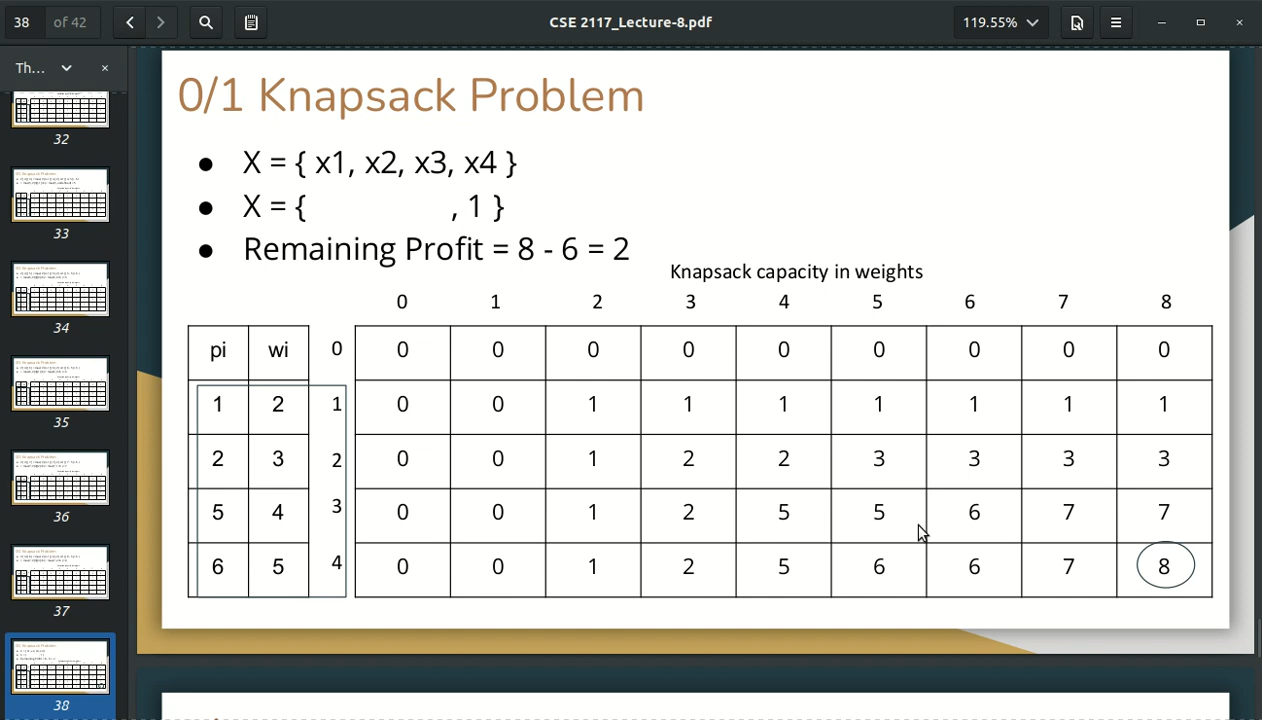 38 of 42
CSE 2117_Lecture-8.pdf
119.55%
Th...
32
33
34
35
36
37
38
0/1 Knapsack Problem
● X = { x1, x2, x3, x4 }
● X = { , 1 }
● Remaining Profit = 8 - 6 = 2
Knapsack capacity in weights
0 1 2 3 4 5 6 7 8
pi wi 0 0 0 0 0 0 0 0 0 0
1 2 1 0 0 1 1 1 1 1 1 1
2 3 2 0 0 1 2 2 3 3 3 3
5 4 3 0 0 1 2 5 5 6 7 7
6 5 4 0 0 1 2 5 6 6 7 8